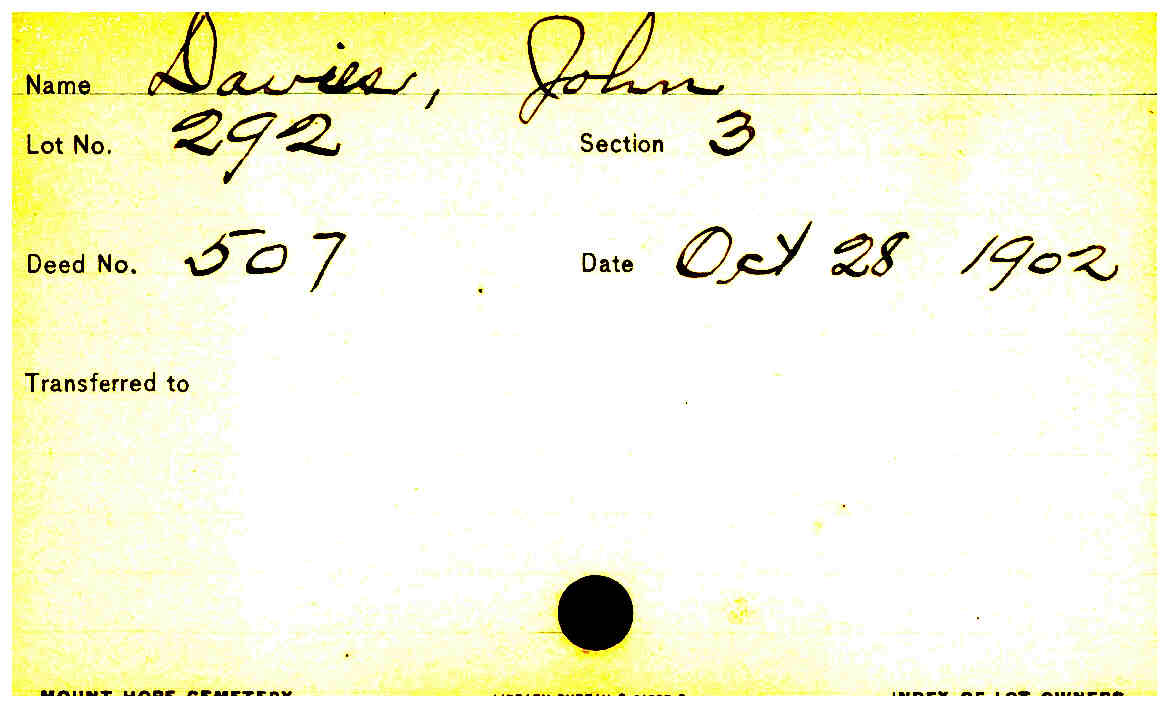 Name Davies, John
Lot No. 292 Section 3
Deed No. 507 Date Oct 28 1902
Transferred to
MOUNT HOPE CEMETERY INDEX OF LOT OWNERS